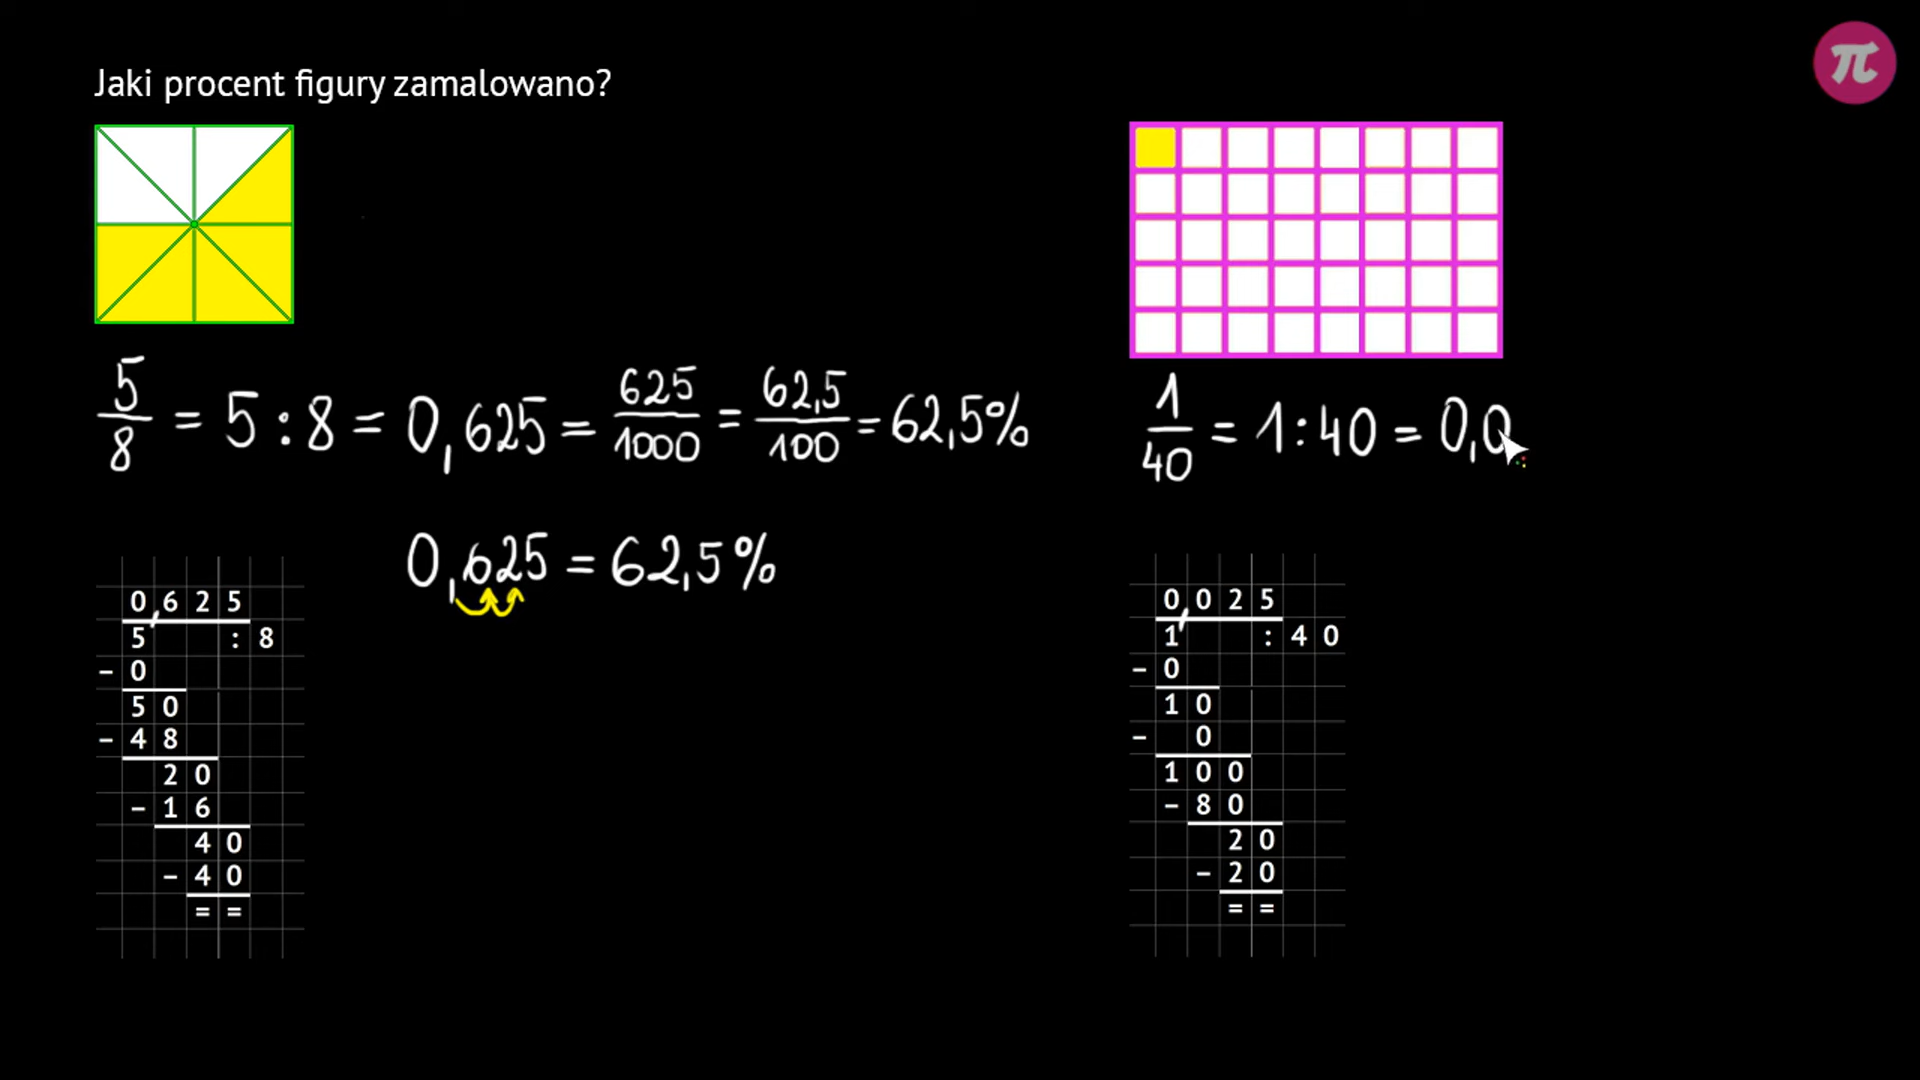 π
Jaki procent figury zamalowano?
5/8 = 5 : 8 = 0,625 = 625/1000 = 62,5/100 = 62,5%
0,625 = 62,5%
0,625
5 : 8
− 0
50
− 48
20
− 16
40
− 40
= =
1/40 = 1 : 40 = 0,0
0,025
1 : 40
− 0
10
− 0
100
− 80
20
− 20
= =